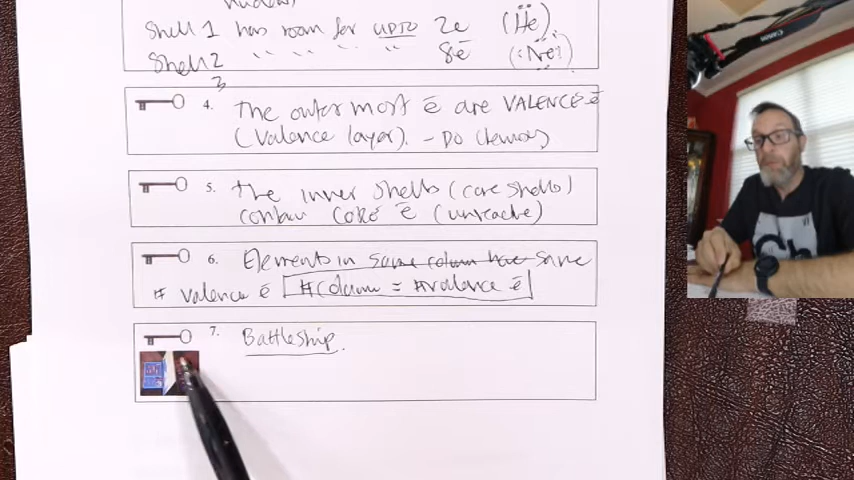 Shell 1 has room for upto 2e (He)
Shell 2 " " " " 8e (:Ne:)
3
4. The outer most e are VALENCE e
(Valence layer). - Do Chemistry
5. The inner shells (core shells)
contain CORE e (unreactive)
6. Elements in same column have same
# valence e #Column = #valence e
7. Battleship.
Ch